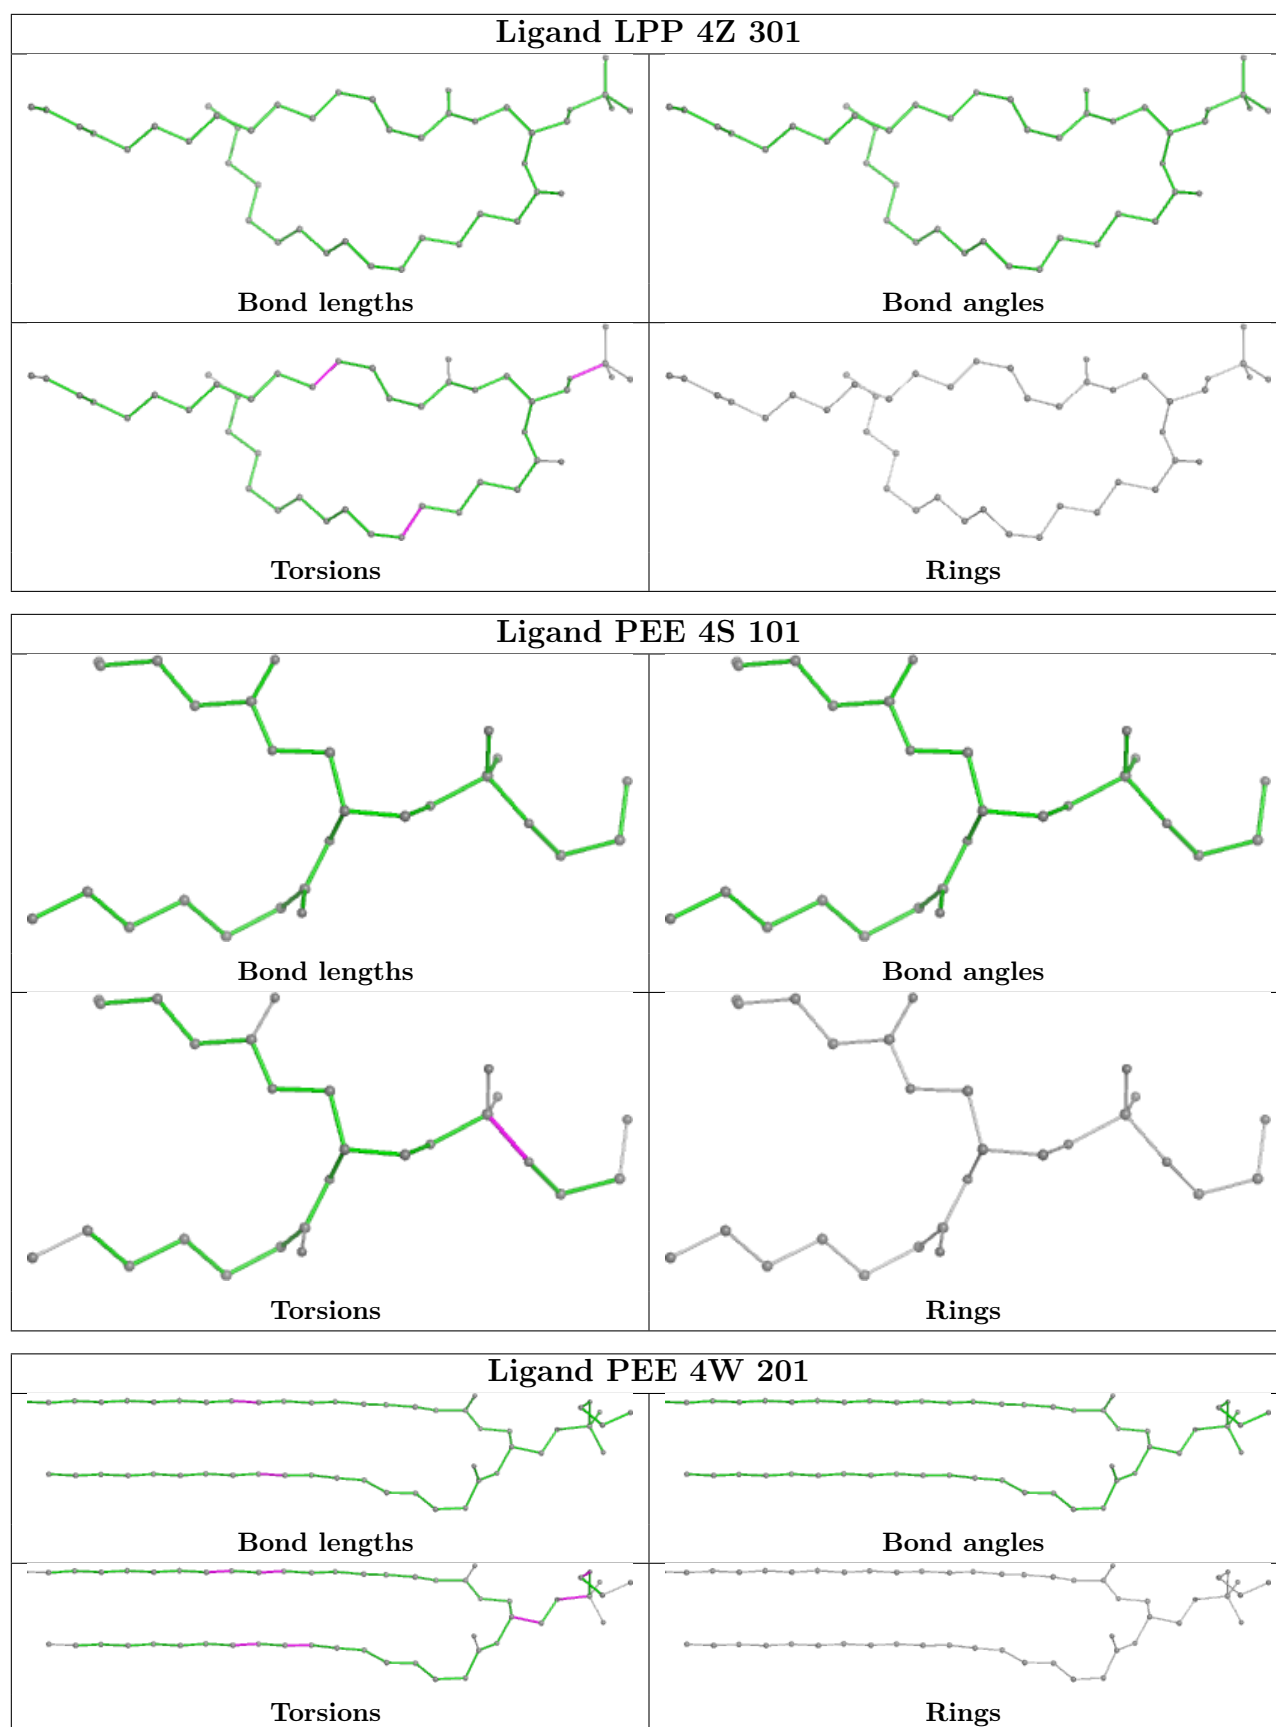 Ligand LPP 4Z 301
Bond lengths
Bond angles
Torsions
Rings
Ligand PEE 4S 101
Bond lengths
Bond angles
Torsions
Rings
Ligand PEE 4W 201
Bond lengths
Bond angles
Torsions
Rings